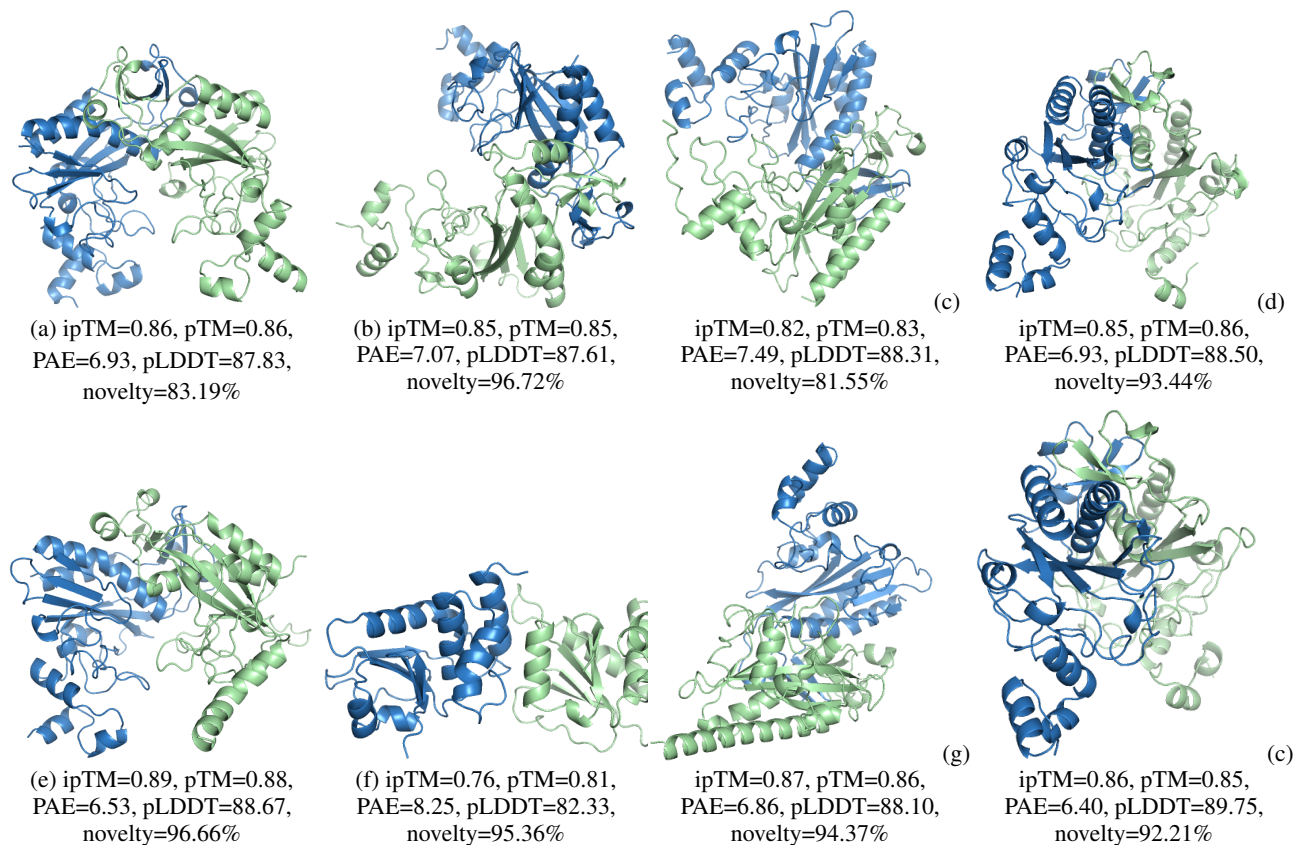 (a) ipTM=0.86, pTM=0.86,
PAE=6.93, pLDDT=87.83,
novelty=83.19%
(b) ipTM=0.85, pTM=0.85,
PAE=7.07, pLDDT=87.61,
novelty=96.72%
(c)
ipTM=0.82, pTM=0.83,
PAE=7.49, pLDDT=88.31,
novelty=81.55%
(d)
ipTM=0.85, pTM=0.86,
PAE=6.93, pLDDT=88.50,
novelty=93.44%
(e) ipTM=0.89, pTM=0.88,
PAE=6.53, pLDDT=88.67,
novelty=96.66%
(f) ipTM=0.76, pTM=0.81,
PAE=8.25, pLDDT=82.33,
novelty=95.36%
(g)
ipTM=0.87, pTM=0.86,
PAE=6.86, pLDDT=88.10,
novelty=94.37%
(c)
ipTM=0.86, pTM=0.85,
PAE=6.40, pLDDT=89.75,
novelty=92.21%